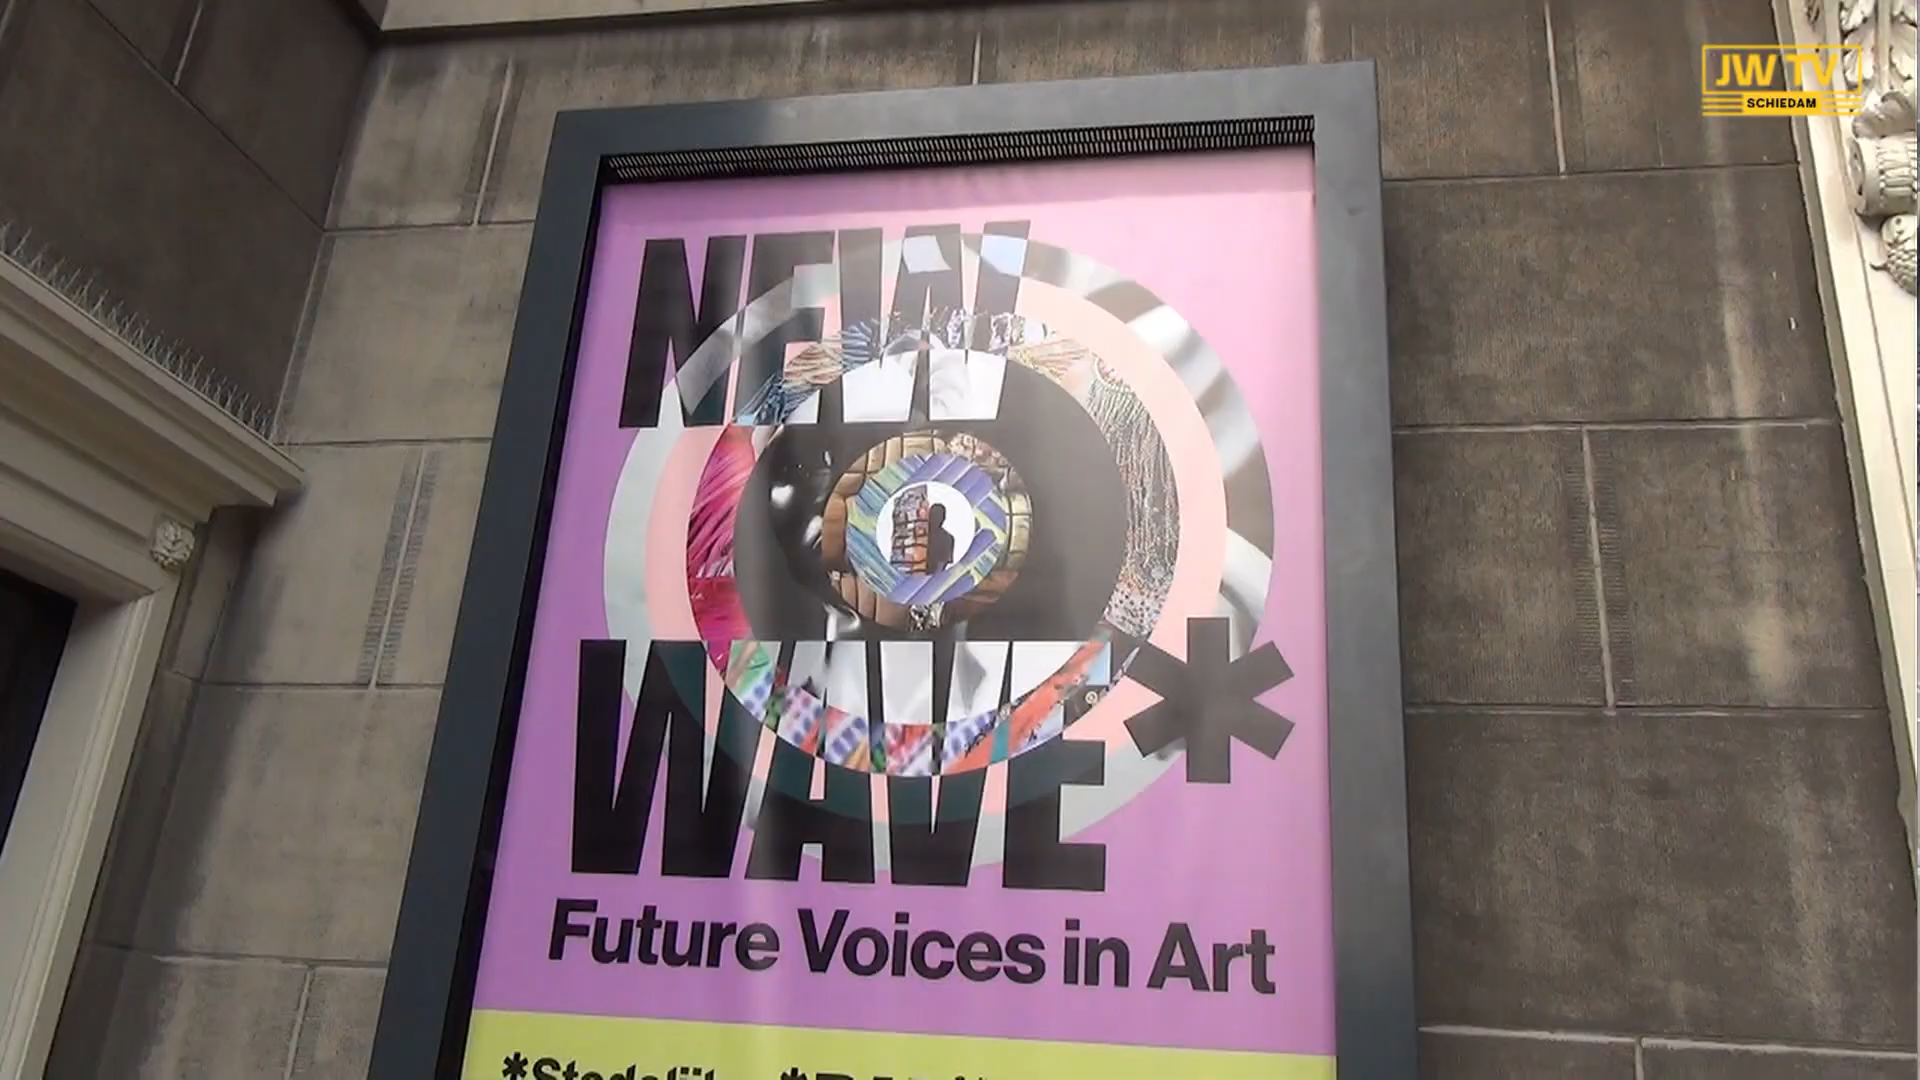 JW TV
SCHIEDAM
NEW
WAVE*
Future Voices in Art